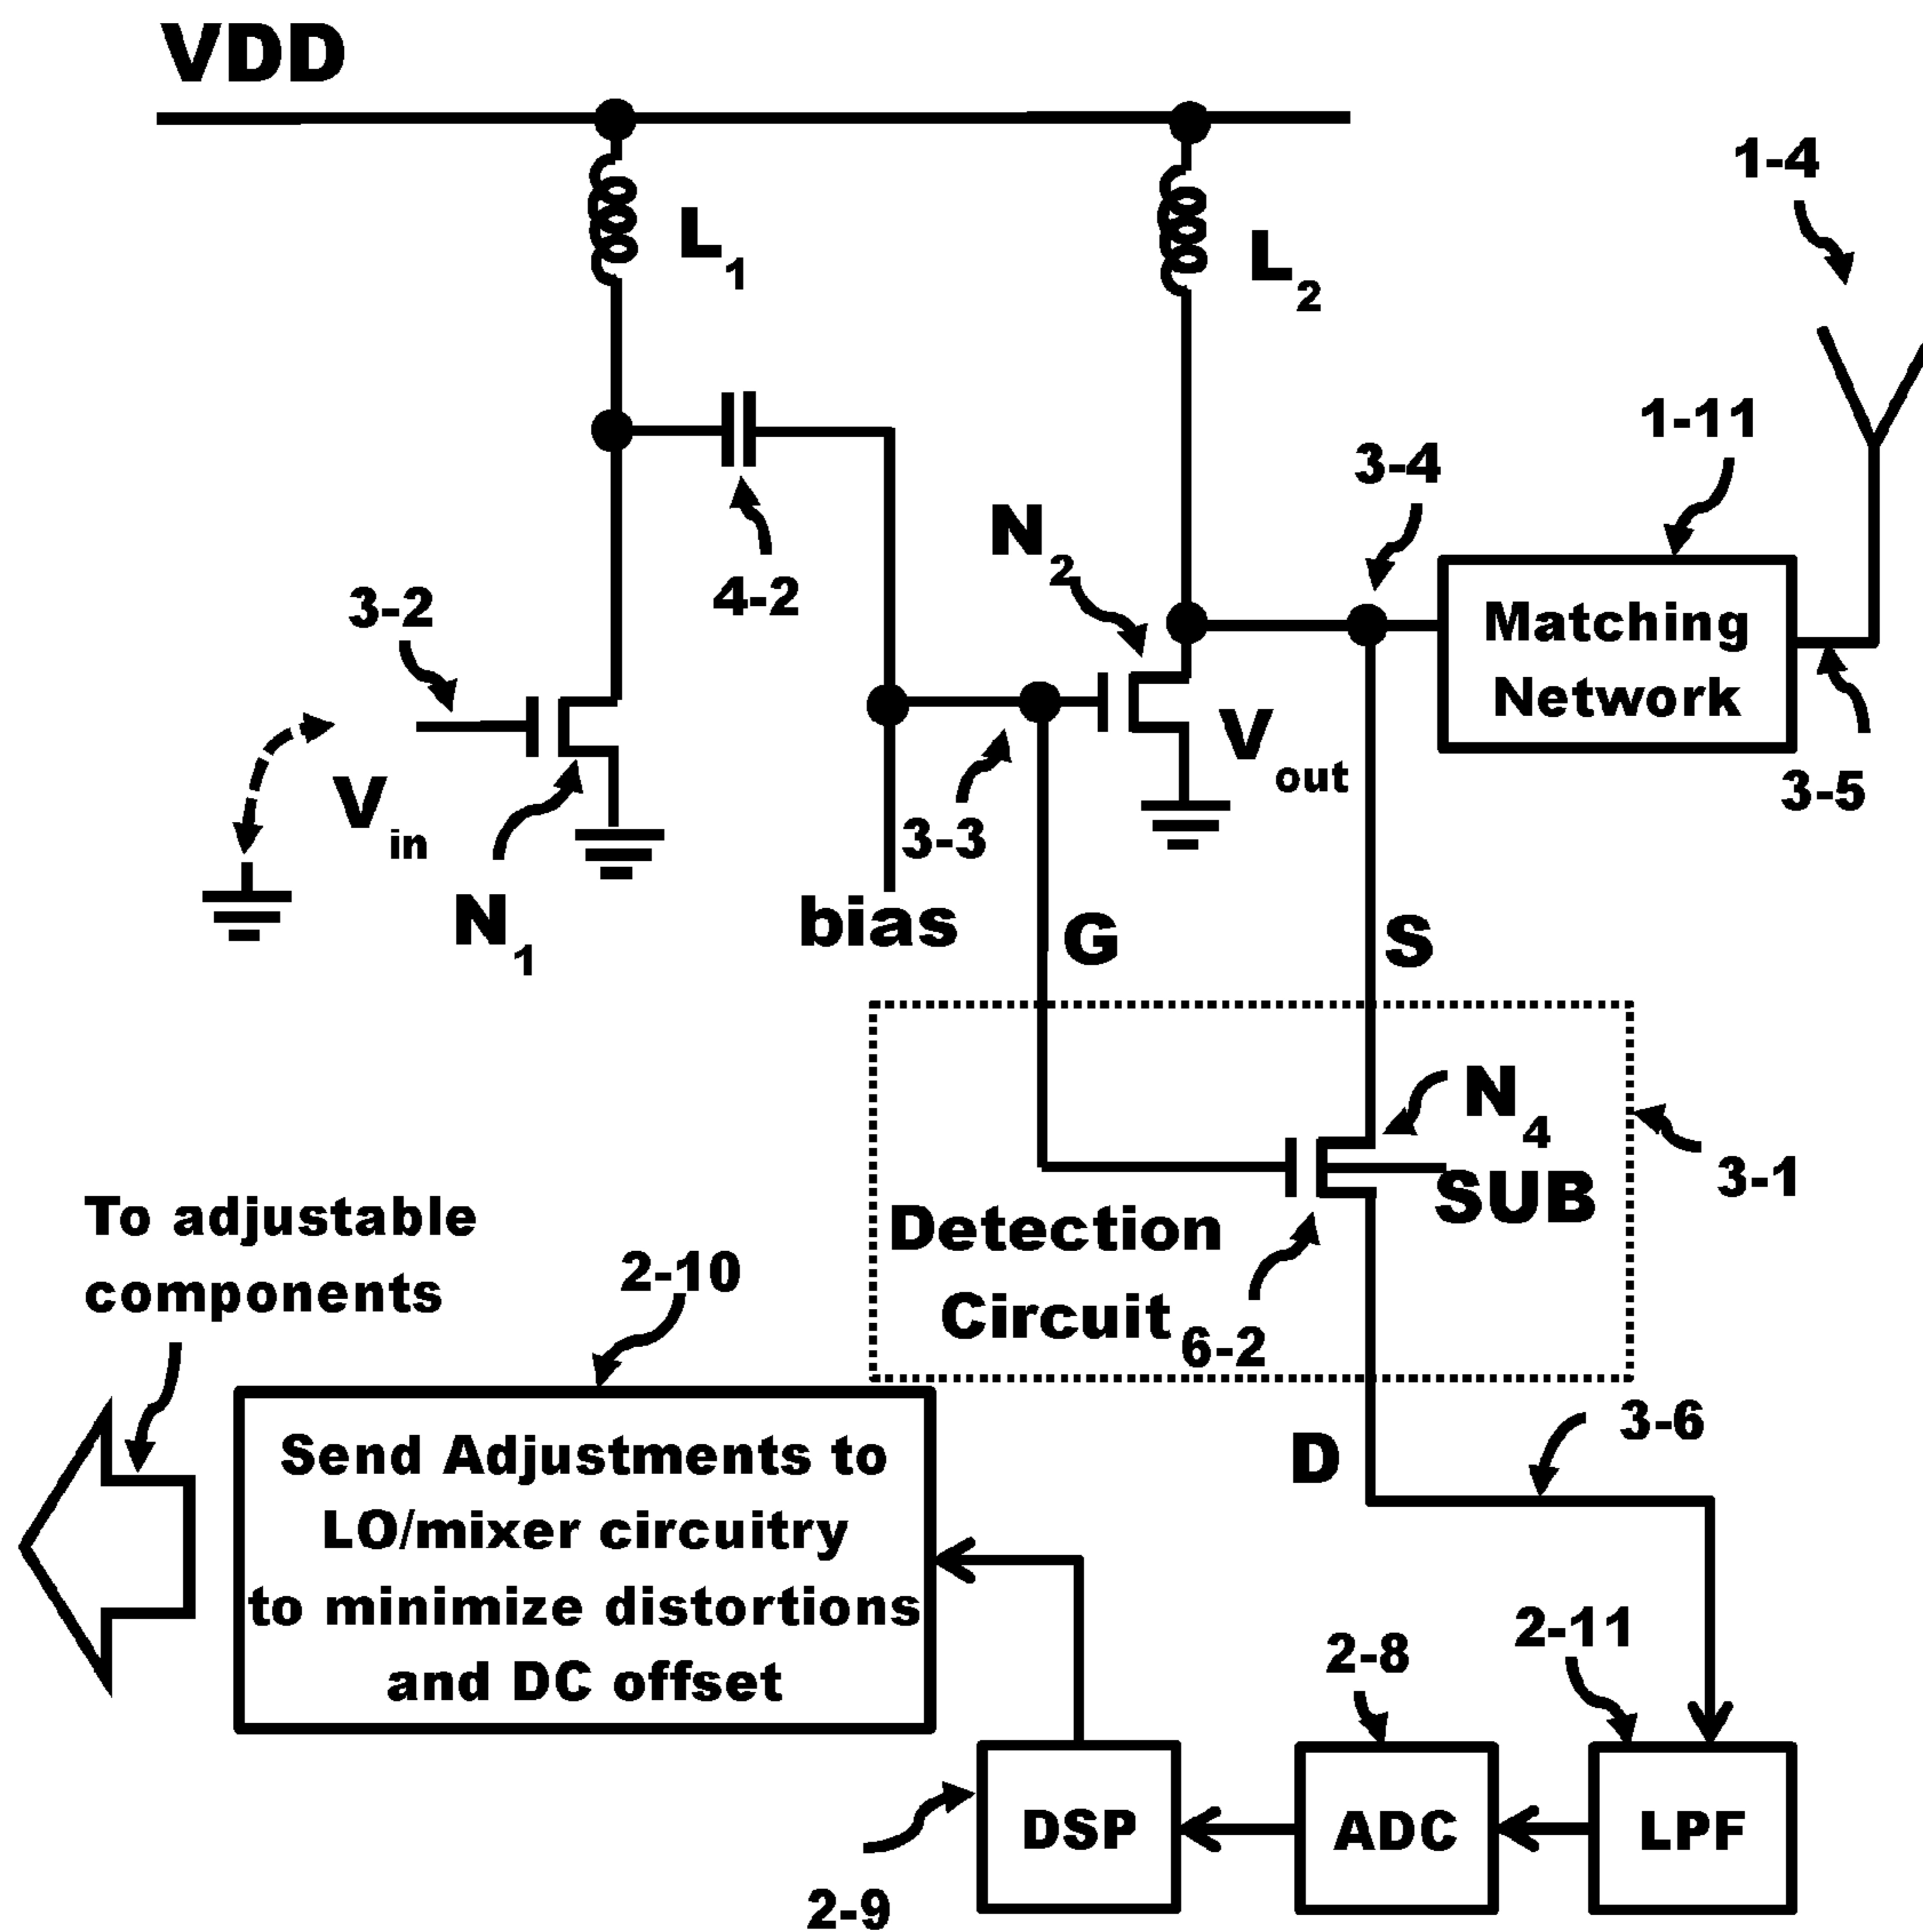 VDD
L1
L2
1-4
1-11
3-4
N2
4-2
3-2
Matching
Network
Vin
Vout
3-5
3-3
N1
bias
G
S
N4
SUB
3-1
Detection
Circuit
6-2
To adjustable
components
2-10
3-6
D
Send Adjustments to
LO/mixer circuitry
to minimize distortions
and DC offset
2-11
2-8
DSP
ADC
LPF
2-9